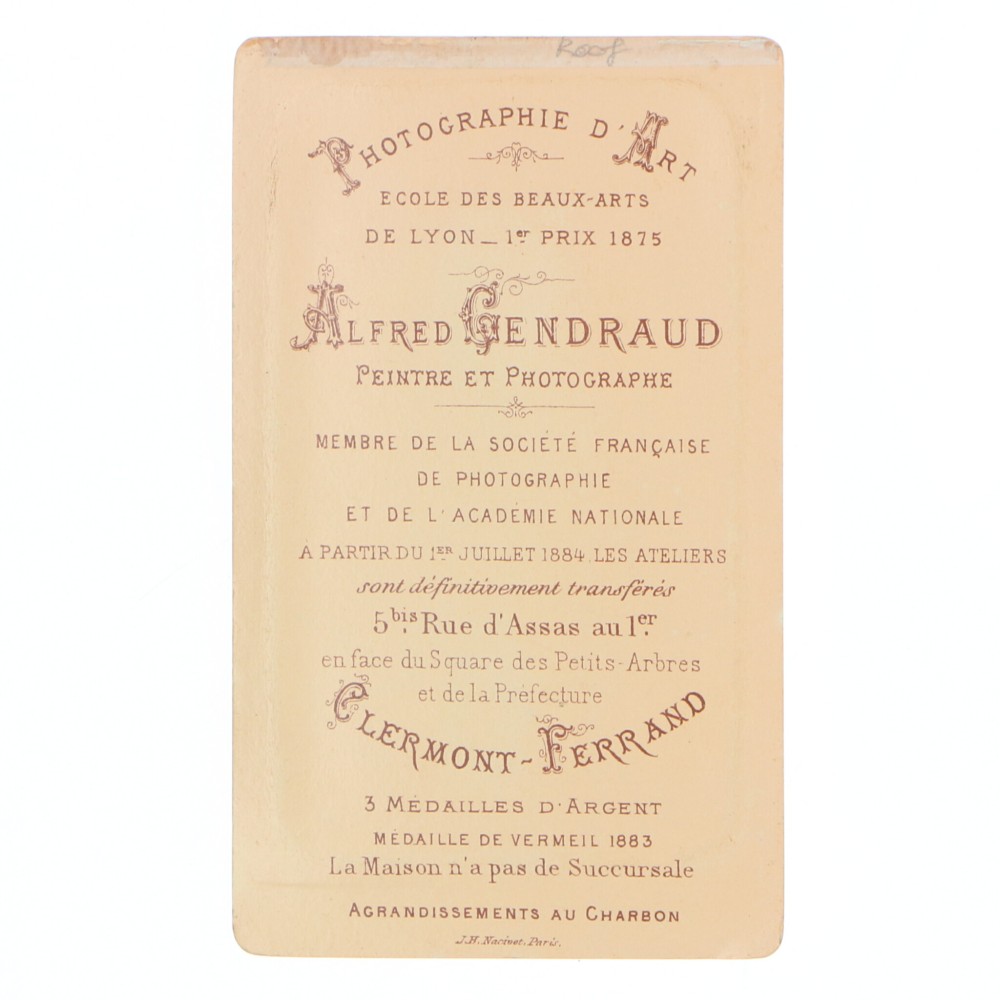 Roof
PHOTOGRAPHIE D'ART
ECOLE DES BEAUX-ARTS
DE LYON _ 1er PRIX 1875
ALFRED GENDRAUD
PEINTRE ET PHOTOGRAPHE
MEMBRE DE LA SOCIÉTÉ FRANÇAISE
DE PHOTOGRAPHIE
ET DE L'ACADÉMIE NATIONALE
A PARTIR DU 1ER JUILLET 1884, LES ATELIERS
sont définitivement transférés
5bis Rue d'Assas au 1er
en face du Square des Petits-Arbres
et de la Préfecture
CLERMONT-FERRAND
3 MÉDAILLES D'ARGENT
MÉDAILLE DE VERMEIL 1883
La Maison n'a pas de Succursale
AGRANDISSEMENTS AU CHARBON
J.H. Nacivet. Paris.